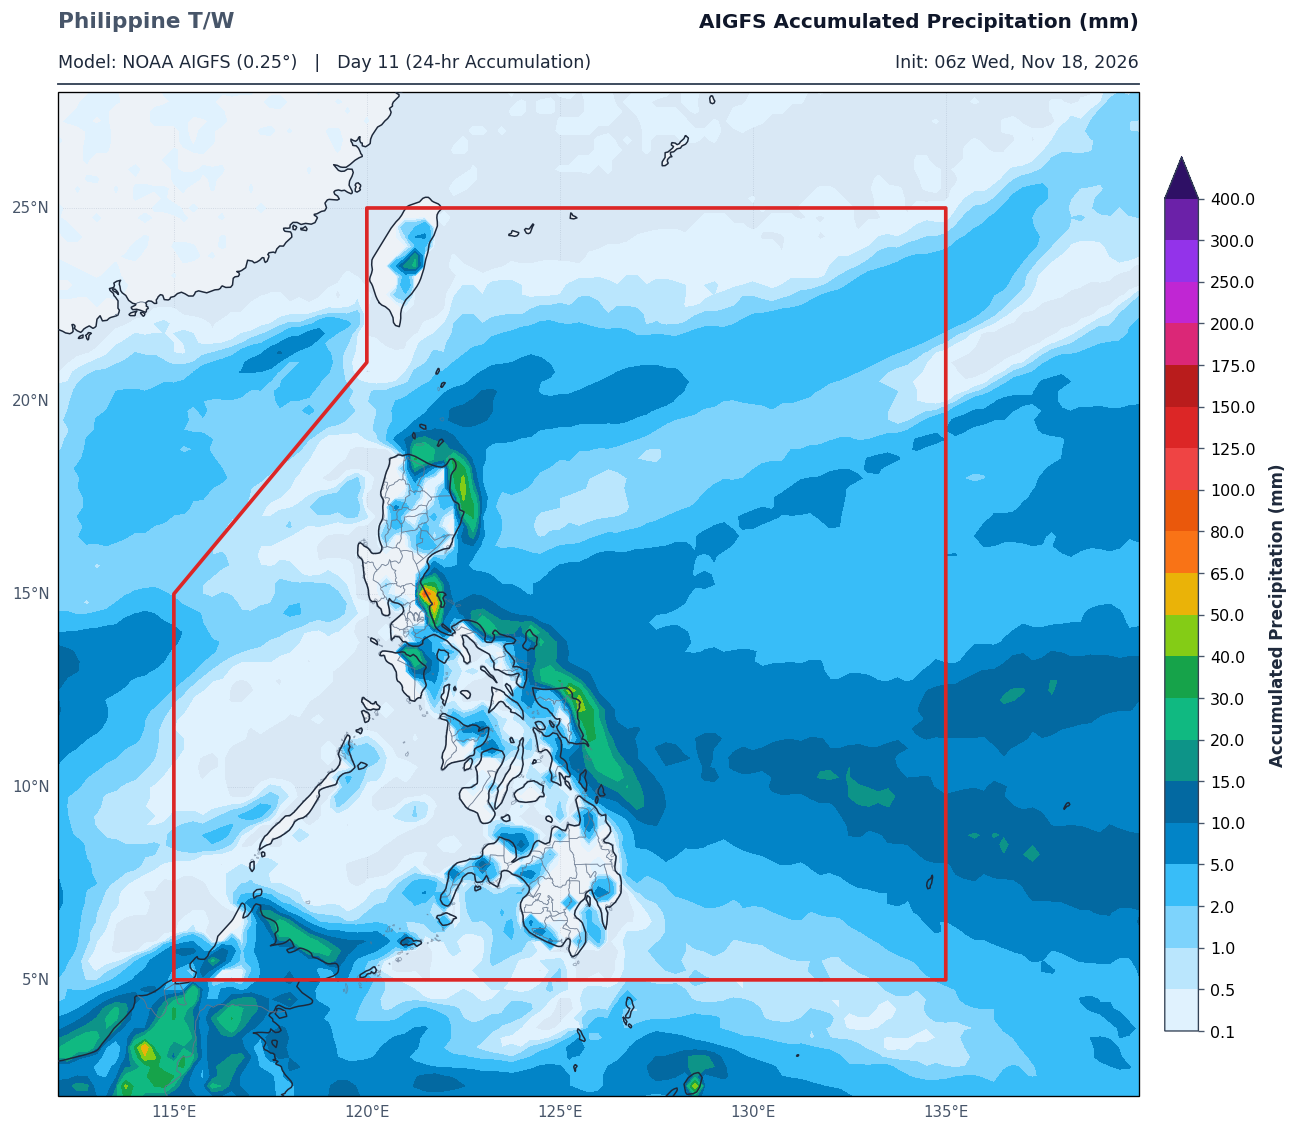 Philippine T/W
AIGFS Accumulated Precipitation (mm)
Model: NOAA AIGFS (0.25°) | Day 11 (24-hr Accumulation)
Init: 06z Wed, Nov 18, 2026
25°N
20°N
15°N
10°N
5°N
115°E
120°E
125°E
130°E
135°E
400.0
300.0
250.0
200.0
175.0
150.0
125.0
100.0
80.0
65.0
50.0
40.0
30.0
20.0
15.0
10.0
5.0
2.0
1.0
0.5
0.1
Accumulated Precipitation (mm)